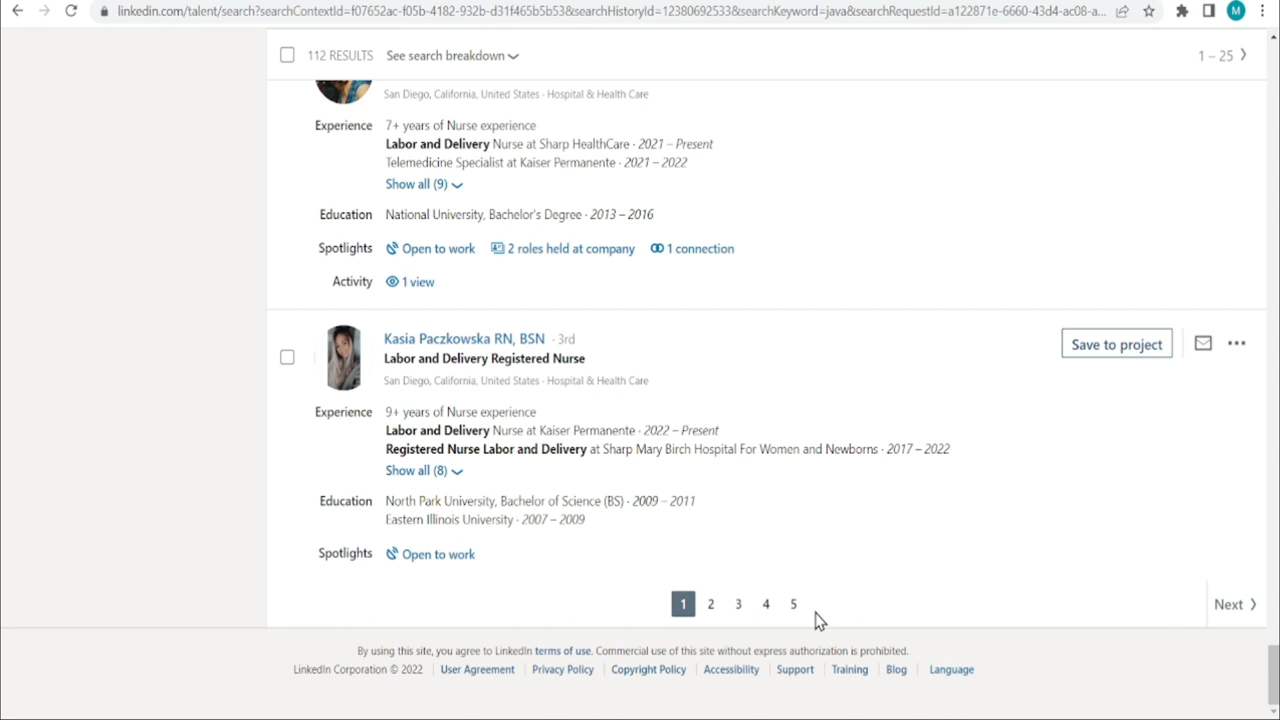 linkedin.com/talent/search?searchContextId=f07652ac-f05b-4182-932b-d31f465b5b53&searchHistoryId=12380692533&searchKeyword=java&searchRequestId=a122871e-6660-43d4-ac08-a...
M
112 RESULTS See search breakdown 1 – 25
San Diego, California, United States · Hospital & Health Care
Experience 7+ years of Nurse experience
Labor and Delivery Nurse at Sharp HealthCare · 2021 – Present
Telemedicine Specialist at Kaiser Permanente · 2021 – 2022
Show all (9)
Education National University, Bachelor's Degree · 2013 – 2016
Spotlights Open to work 2 roles held at company 1 connection
Activity 1 view
Kasia Paczkowska RN, BSN · 3rd
Save to project
Labor and Delivery Registered Nurse
San Diego, California, United States · Hospital & Health Care
Experience 9+ years of Nurse experience
Labor and Delivery Nurse at Kaiser Permanente · 2022 – Present
Registered Nurse Labor and Delivery at Sharp Mary Birch Hospital For Women and Newborns · 2017 – 2022
Show all (8)
Education North Park University, Bachelor of Science (BS) · 2009 – 2011
Eastern Illinois University · 2007 – 2009
Spotlights Open to work
1 2 3 4 5 Next
By using this site, you agree to LinkedIn terms of use. Commercial use of this site without express authorization is prohibited.
LinkedIn Corporation © 2022 User Agreement Privacy Policy Copyright Policy Accessibility Support Training Blog Language